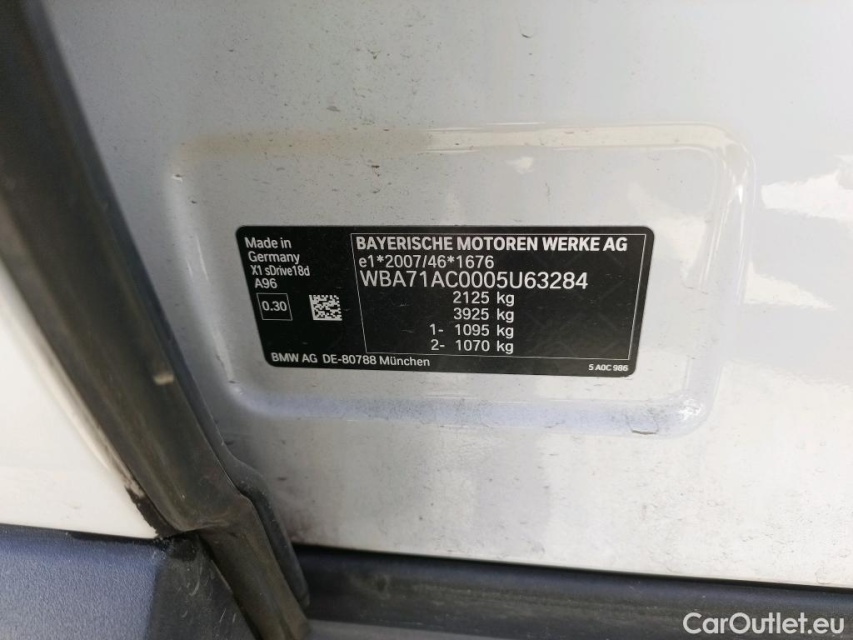 Made in
Germany
X1 sDrive18d
A96
0.30
BAYERISCHE MOTOREN WERKE AG
e1*2007/46*1676
WBA71AC0005U63284
2125 kg
3925 kg
1- 1095 kg
2- 1070 kg
BMW AG DE-80788 München
5 A0C 986
CarOutlet.eu